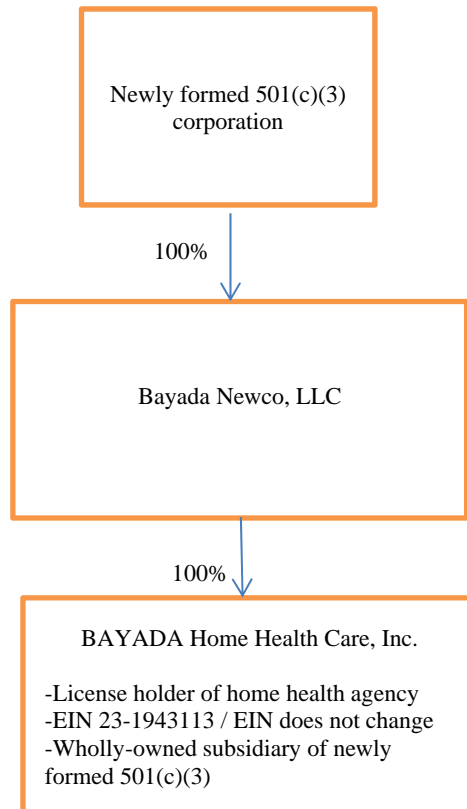 Newly formed 501(c)(3)
corporation
100%
Bayada Newco, LLC
100%
BAYADA Home Health Care, Inc.
-License holder of home health agency
-EIN 23-1943113 / EIN does not change
-Wholly-owned subsidiary of newly
formed 501(c)(3)